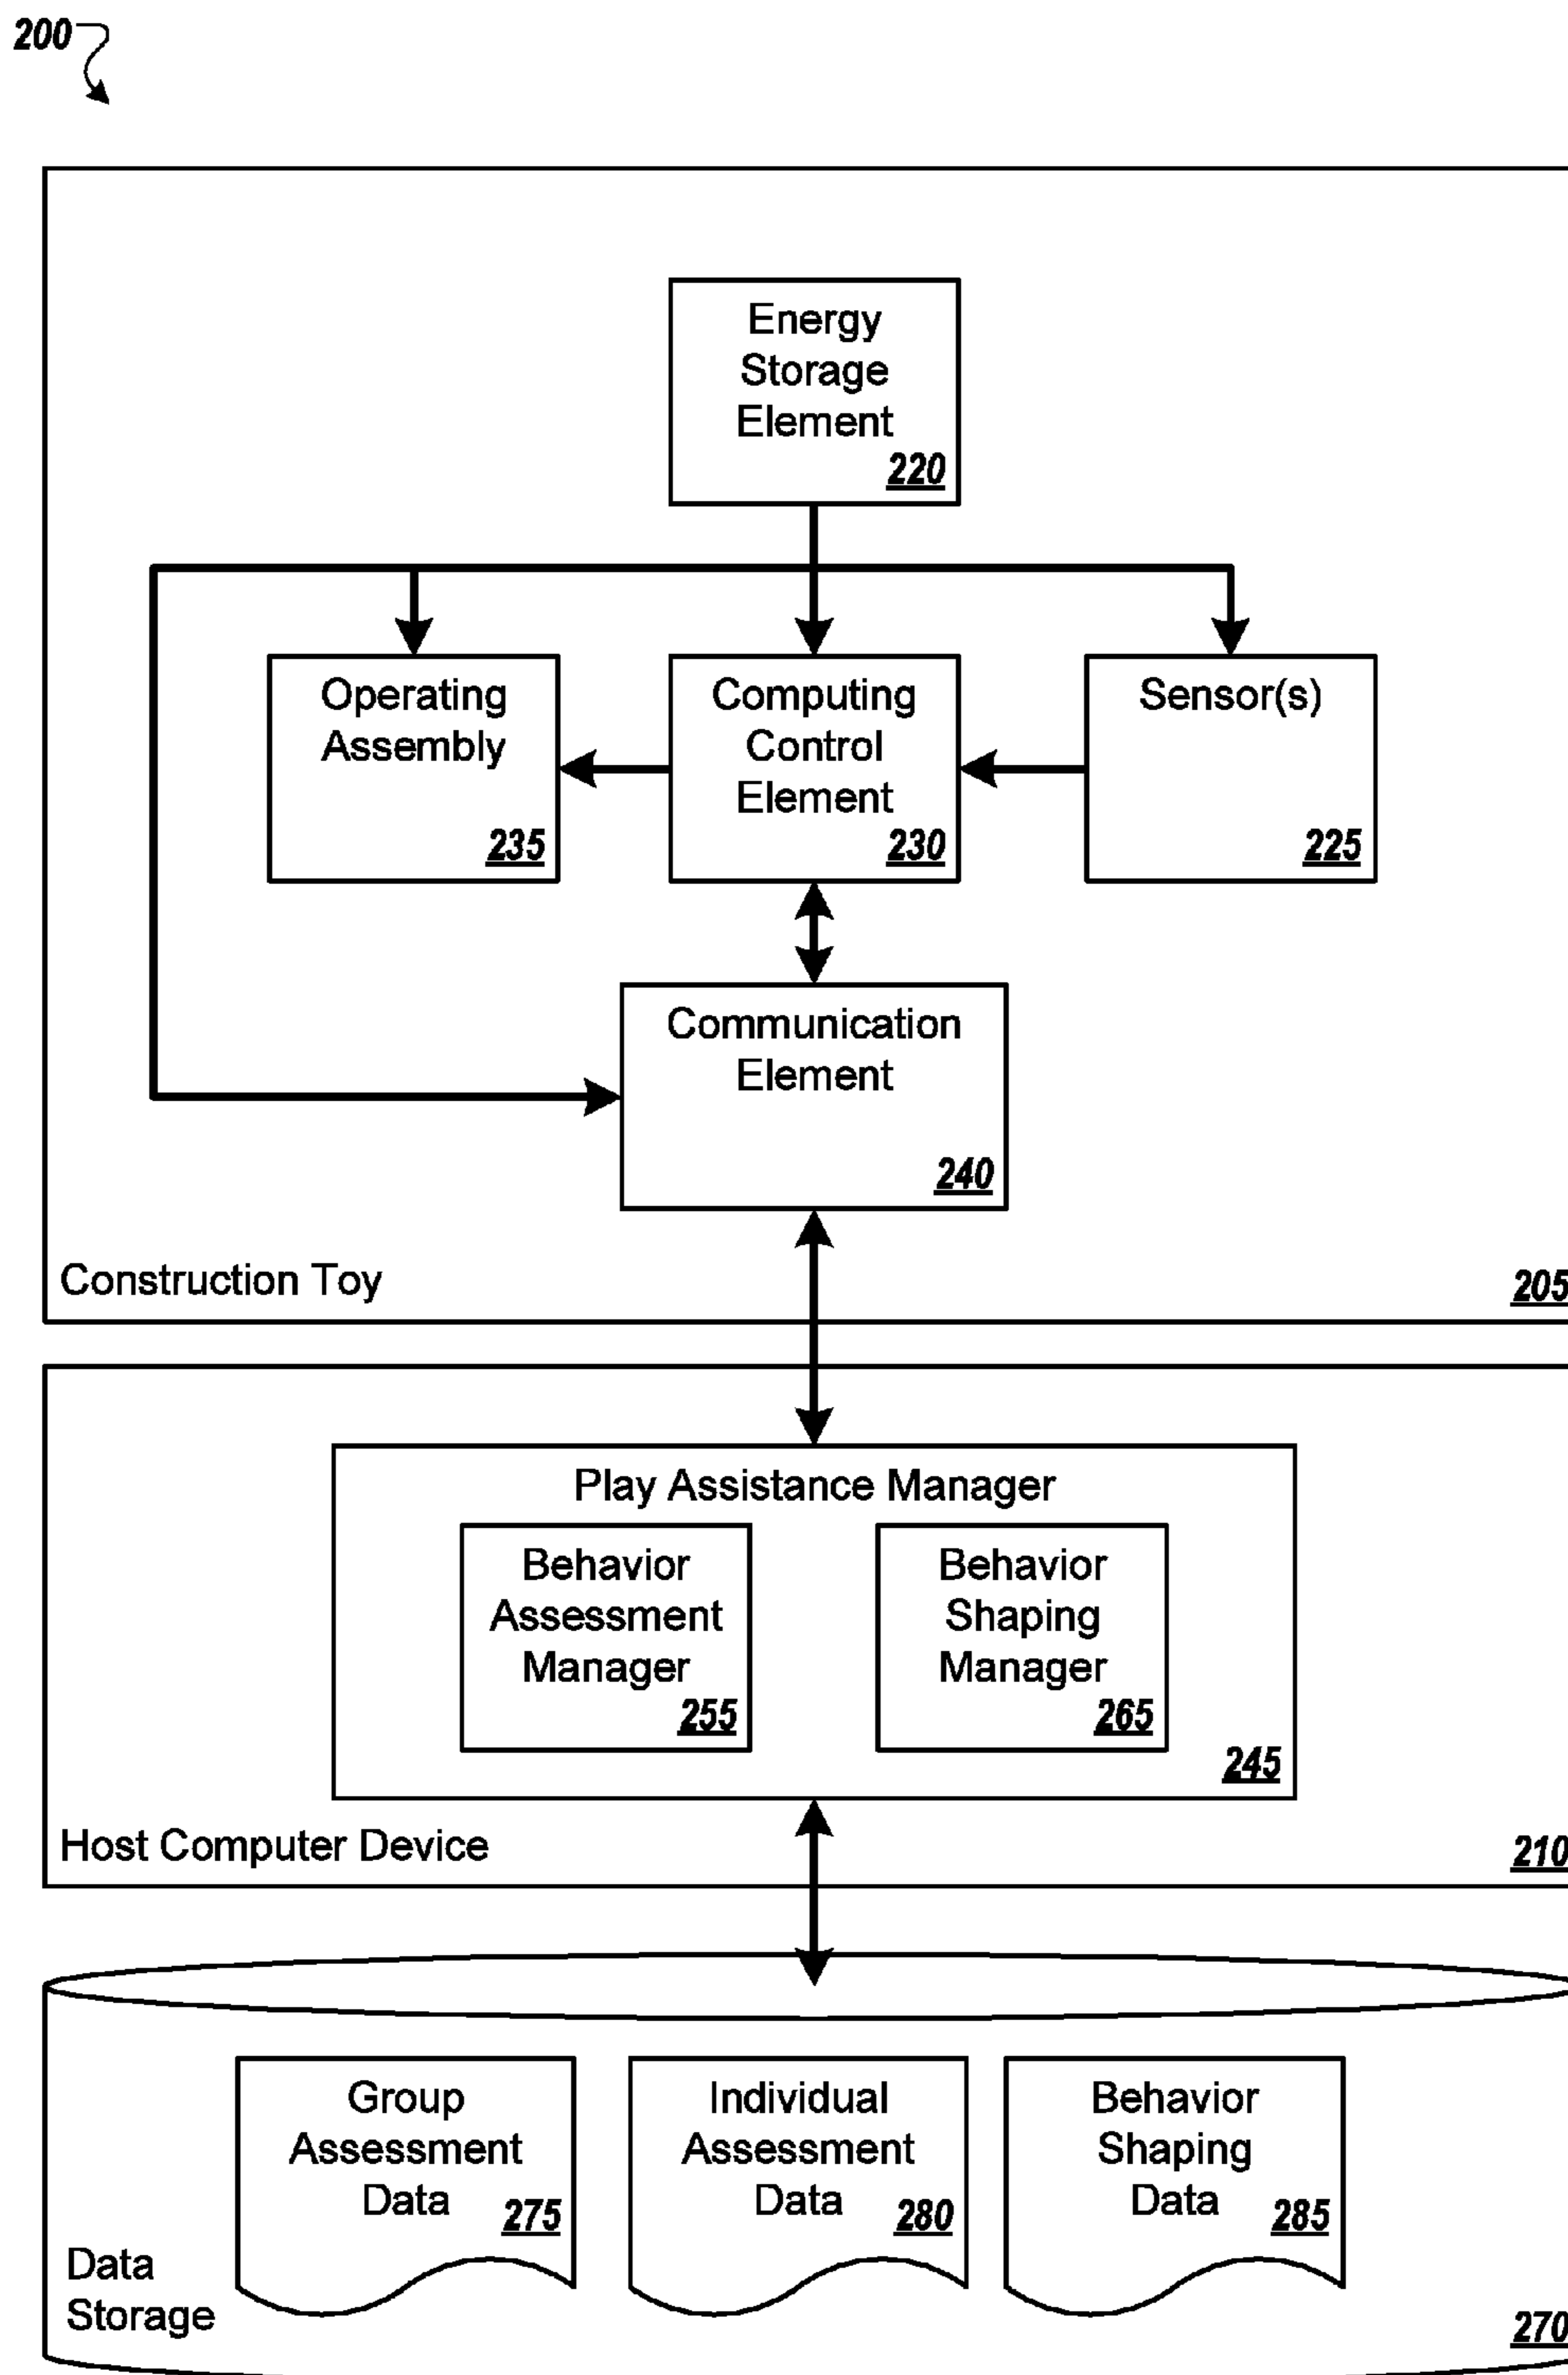 200
Energy
Storage
Element
220
Operating
Assembly
235
Computing
Control
Element
230
Sensor(s)
225
Communication
Element
240
Construction Toy
205
Play Assistance Manager
Behavior
Assessment
Manager
255
Behavior
Shaping
Manager
265
245
Host Computer Device
210
Group
Assessment
Data
275
Individual
Assessment
Data
280
Behavior
Shaping
Data
285
Data
Storage
270